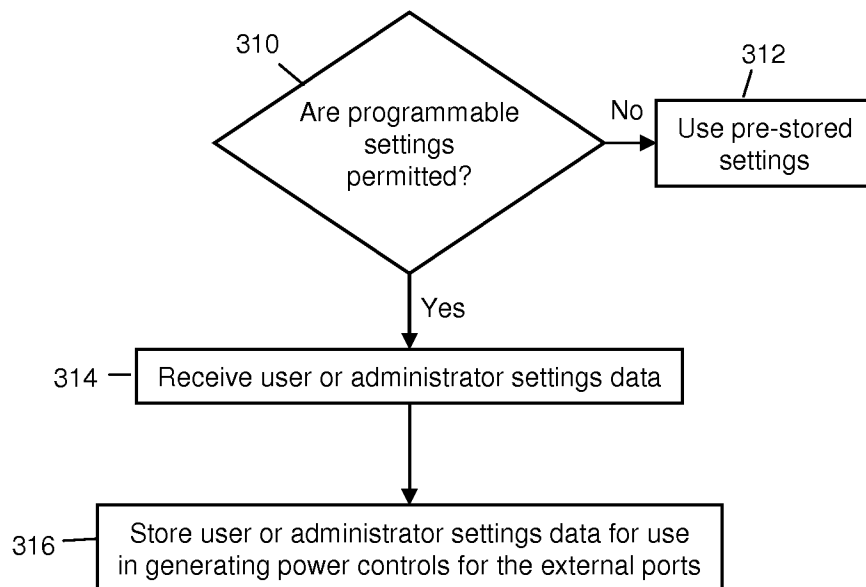 310
Are programmable
settings
permitted?
No
312
Use pre-stored
settings
Yes
314
Receive user or administrator settings data
316
Store user or administrator settings data for use
in generating power controls for the external ports